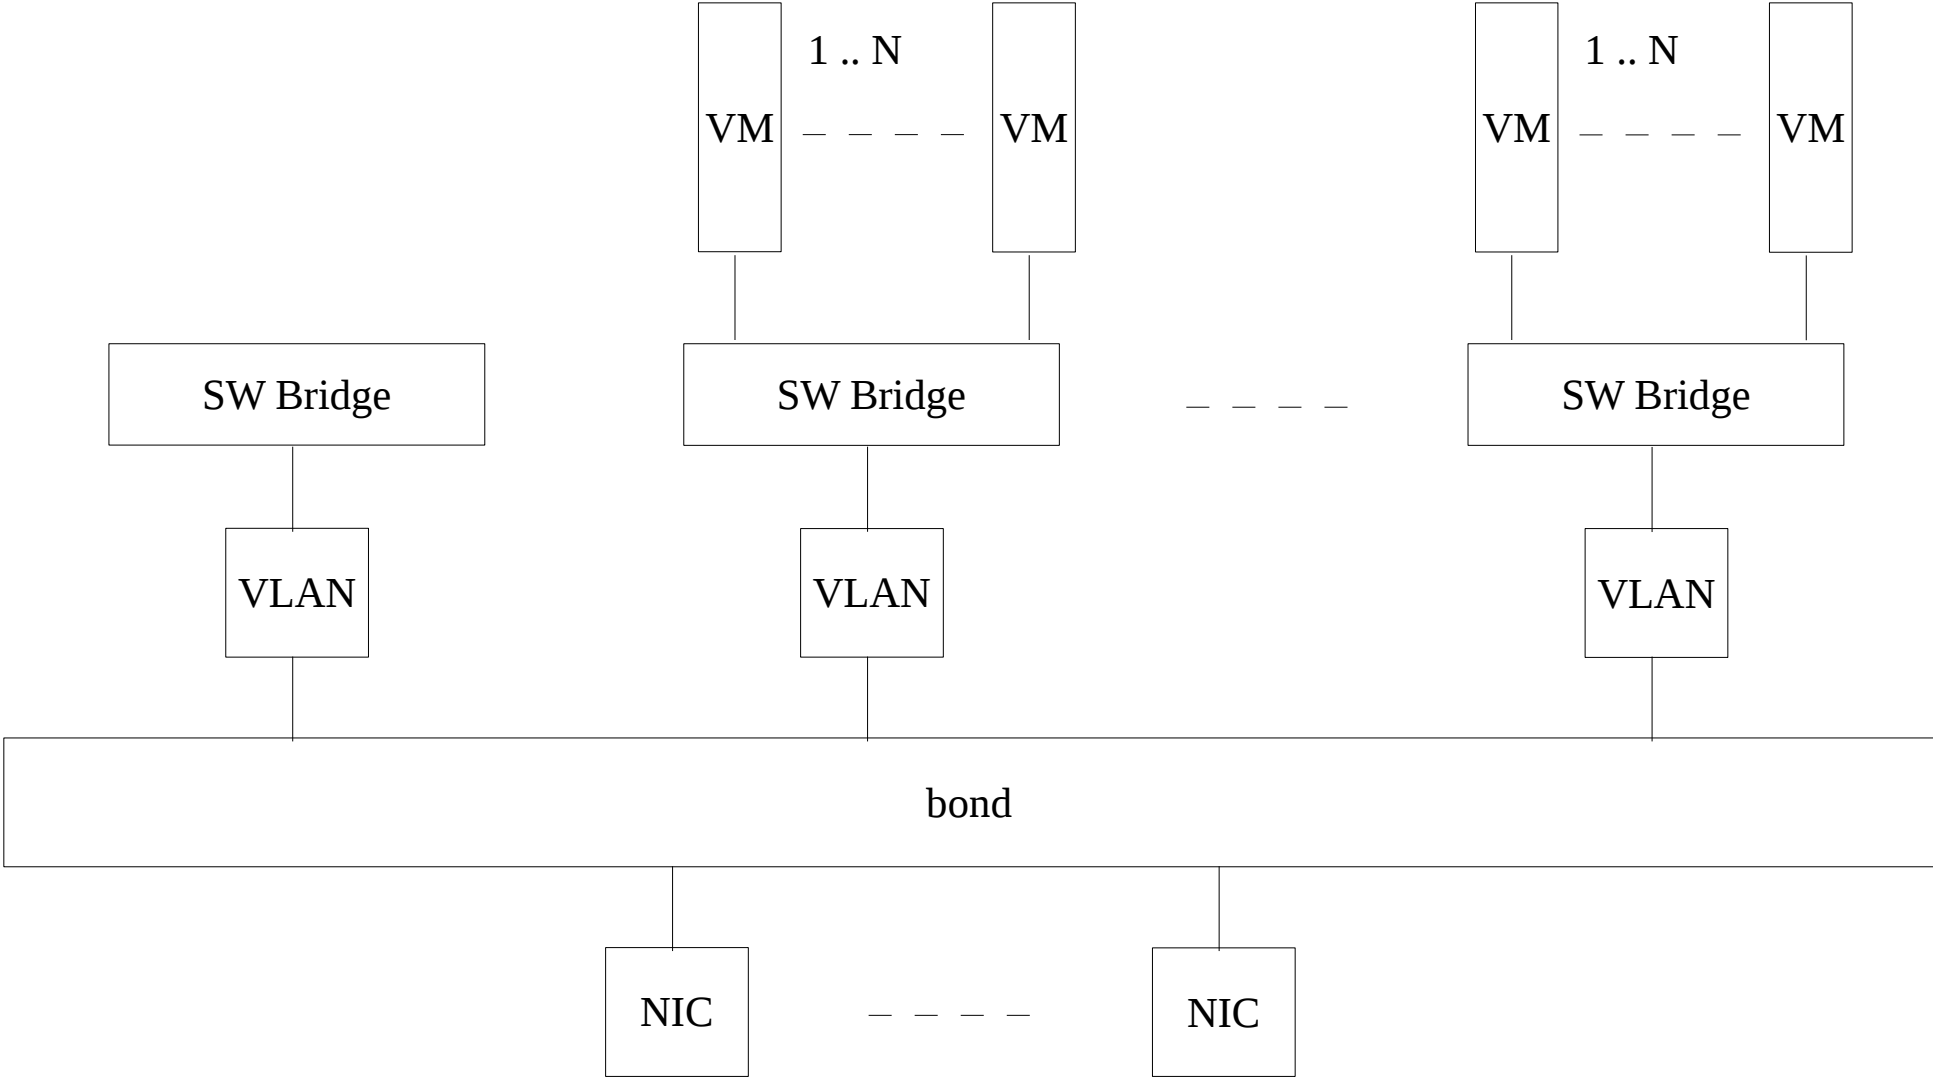 1 .. N
1 .. N
VM
VM
VM
VM
SW Bridge
SW Bridge
SW Bridge
VLAN
VLAN
VLAN
bond
NIC
NIC